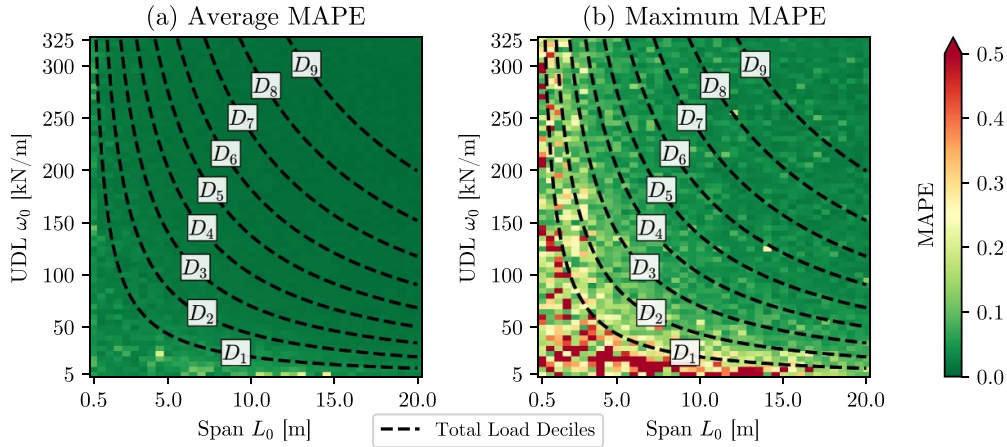 (a) Average MAPE
(b) Maximum MAPE
UDL ω₀ [kN/m]
325
300
250
200
150
100
50
5
D₁
D₂
D₃
D₄
D₅
D₆
D₇
D₈
D₉
0.5
5.0
10.0
15.0
20.0
Span L₀ [m]
UDL ω₀ [kN/m]
325
300
250
200
150
100
50
5
D₁
D₂
D₃
D₄
D₅
D₆
D₇
D₈
D₉
0.5
5.0
10.0
15.0
20.0
Span L₀ [m]
MAPE
0.5
0.4
0.3
0.2
0.1
0.0
Total Load Deciles